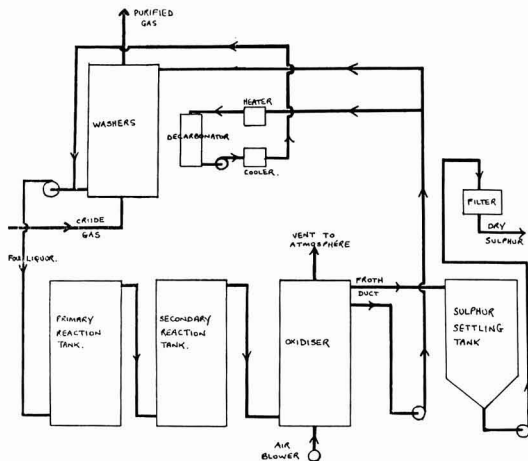 PURIFIED
GAS
WASHERS
HEATER
DECARBONATOR
COOLER.
CRUDE
GAS
FOUL LIQUOR.
FILTER
DRY
SULPHUR
VENT TO
ATMOSPHERE
FROTH
DUCT
PRIMARY
REACTION
TANK.
SECONDARY
REACTION
TANK.
OXIDISER
SULPHUR
SETTLING
TANK
AIR
BLOWER